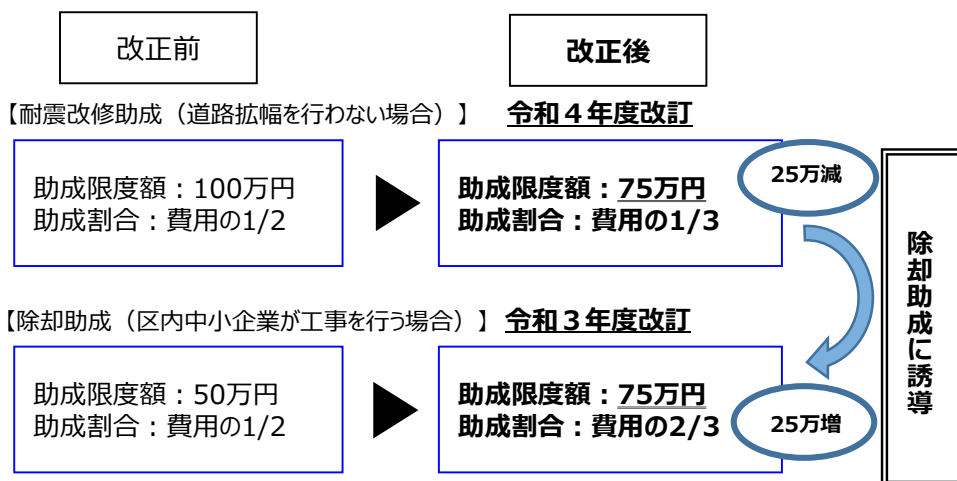 改正前
改正後
【耐震改修助成（道路拡幅を行わない場合）】 令和４年度改訂
助成限度額：100万円
助成割合：費用の1/2
助成限度額：75万円
助成割合：費用の1/3
25万減
【除却助成（区内中小企業が工事を行う場合）】 令和３年度改訂
助成限度額：50万円
助成割合：費用の1/2
助成限度額：75万円
助成割合：費用の2/3
25万増
除却助成に誘導